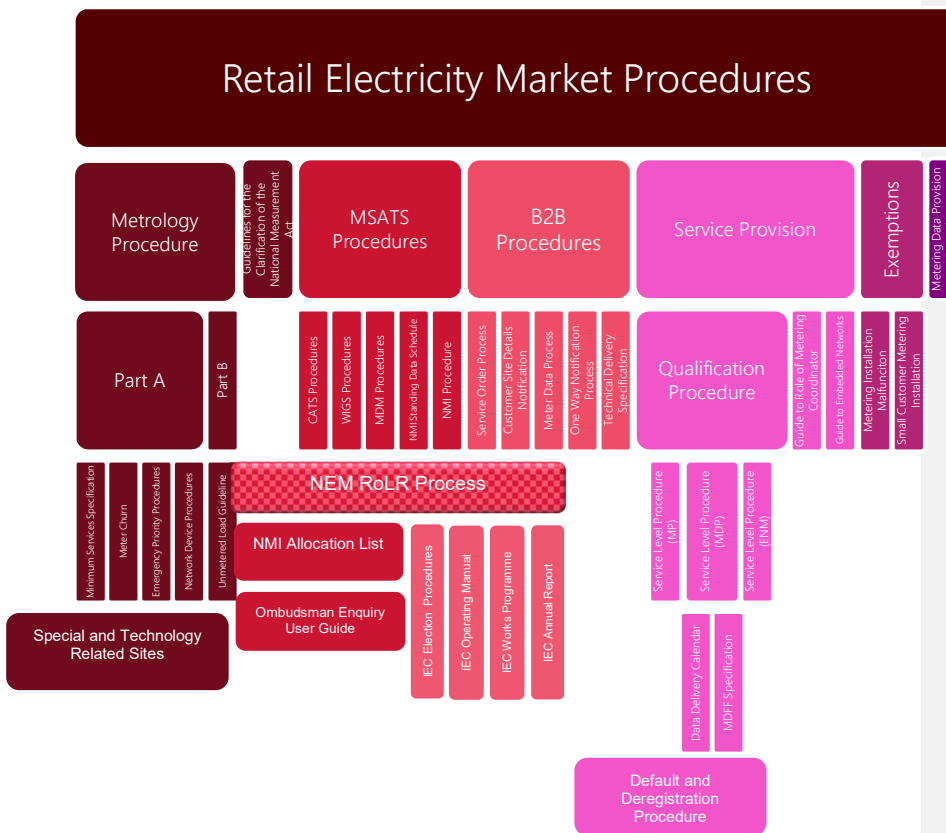 Retail Electricity Market Procedures
Metrology
Procedure
Guidelines for the
Clarification of the
National Measurement
Act
MSATS
Procedures
B2B
Procedures
Service Provision
Exemptions
Metering Data Provision
Part A
Part B
CATS Procedures
WIGS Procedures
MDM Procedures
NMI Standing Data Schedule
NMI Procedure
Service Order Process
Customer Site Details
Notification
Meter Data Process
One Way Notification
Process
Technical Delivery
Specification
Qualification
Procedure
Guide to Role of Metering
Coordinator
Guide to Embedded Networks
Metering Installation
Malfunciton
Small Customer Metering
Installation
Minimum Services Specification
Meter Churn
Emergency Priority Procedures
Network Device Procedures
Unmetered Load Guideline
NEM RoLR Process
NMI Allocation List
Ombudsman Enquiry
User Guide
IEC Election Procedures
IEC Operating Manual
IEC Works Programme
IEC Annual Report
Service Level Procedure
(MP)
Service Level Procedure
(MDP)
Service Level Procedure
(ENM)
Special and Technology
Related Sites
Data Delivery Calendar
MDFF Specification
Default and
Deregistration
Procedure